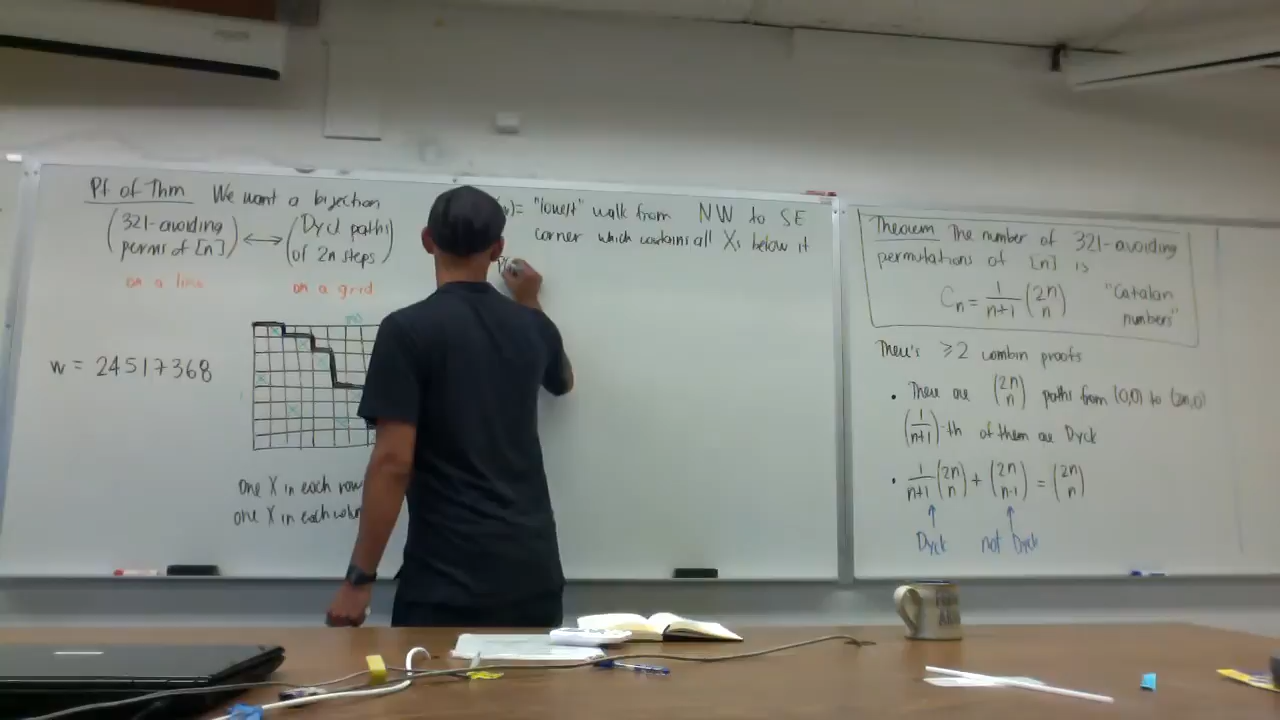 Pf of Thm We want a bijection
(321-avoiding perms of [n]) ⟷ (Dyck paths of 2n steps)
on a line
on a grid
w = 24517368
one X in each row
one X in each colum
= "lowest" walk from NW to SE
corner which contains all Xs below it
Theorem The number of 321-avoiding
permutations of [n] is
C_n = 1/(n+1) (2n n) "Catalan
numbers"
There's ≥2 combin proofs
• There are (2n n) paths from (0,0) to (2n,0)
(1/(n+1))-th of them are Dyck
• 1/(n+1) (2n n) + (2n n-1) = (2n n)
↑ ↑
Dyck not Dyck